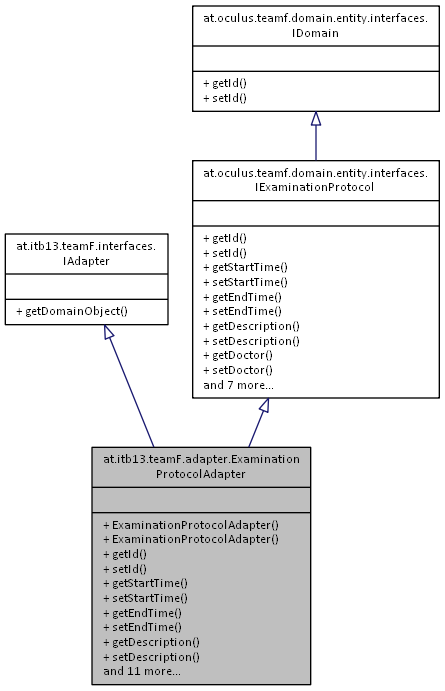 at.oculus.teamf.domain.entity.interfaces.
IDomain
+ getId()
+ setId()
at.oculus.teamf.domain.entity.interfaces.
IExaminationProtocol
+ getId()
+ setId()
+ getStartTime()
+ setStartTime()
+ getEndTime()
+ setEndTime()
+ getDescription()
+ setDescription()
+ getDoctor()
+ setDoctor()
and 7 more...
at.itb13.teamF.interfaces.
IAdapter
+ getDomainObject()
at.itb13.teamF.adapter.Examination
ProtocolAdapter
+ ExaminationProtocolAdapter()
+ ExaminationProtocolAdapter()
+ getId()
+ setId()
+ getStartTime()
+ setStartTime()
+ getEndTime()
+ setEndTime()
+ getDescription()
+ setDescription()
and 11 more...